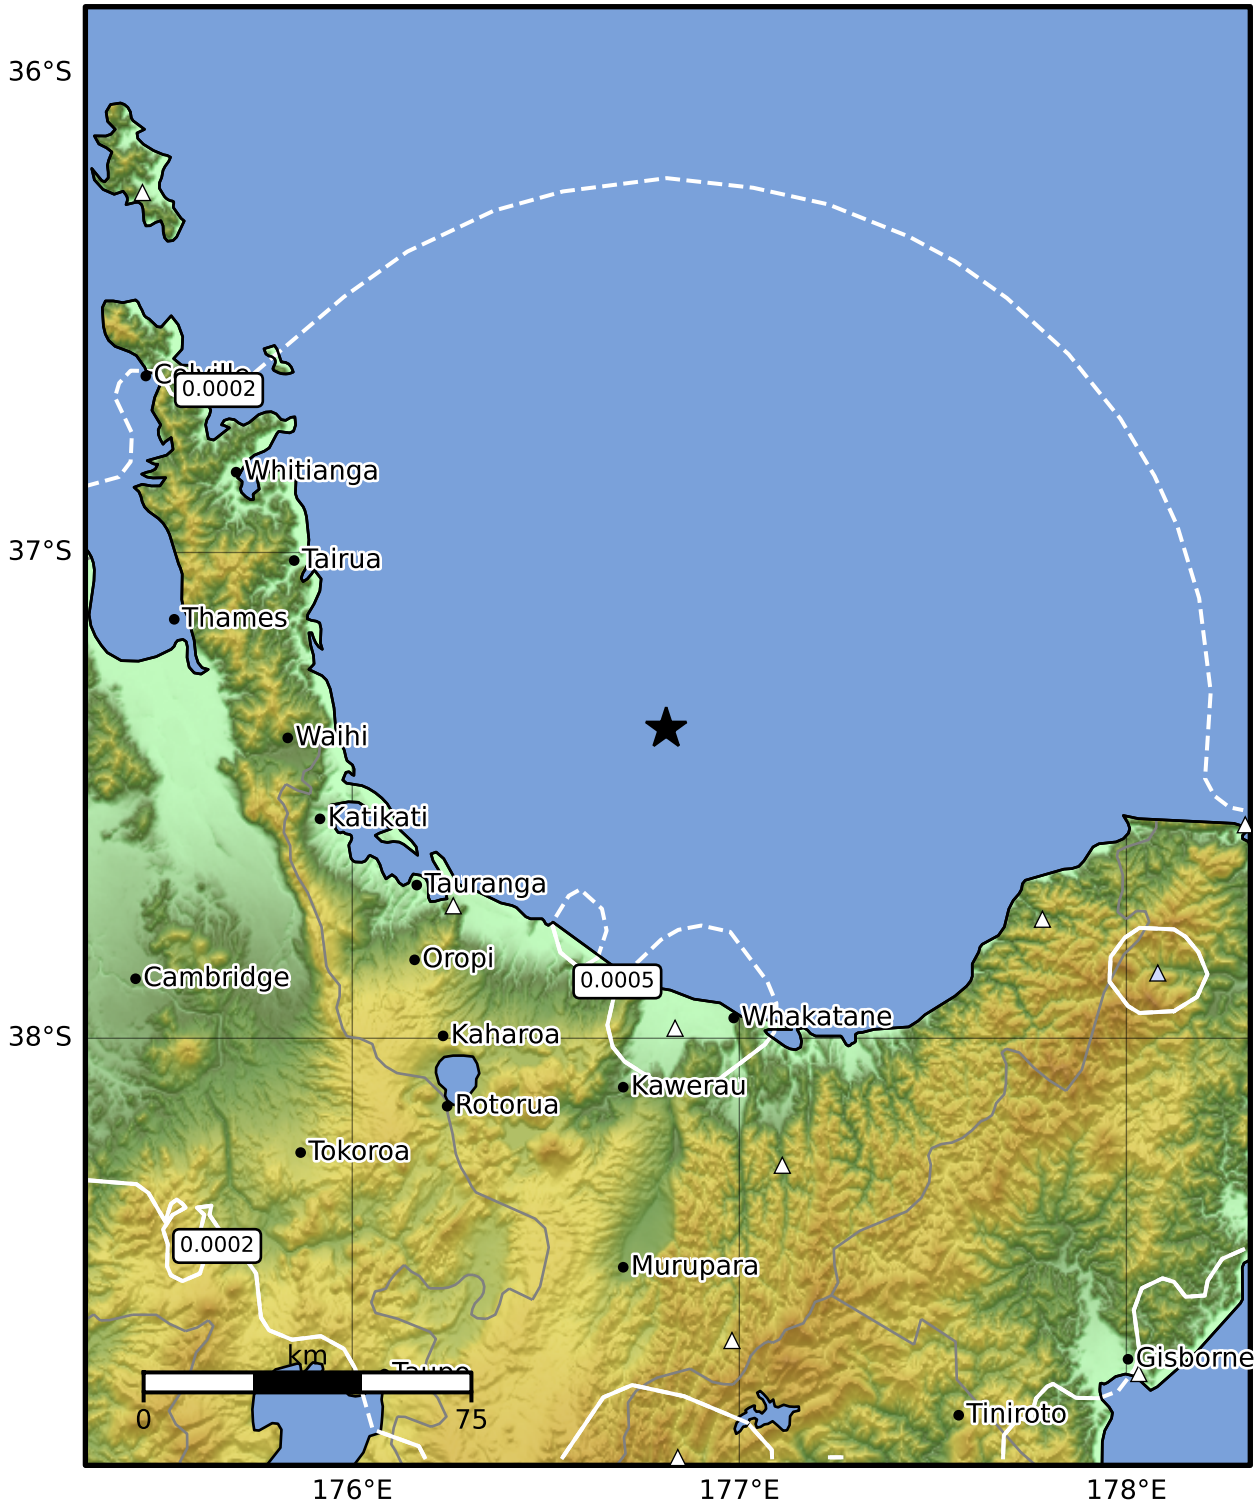 36°S
Colville
0.0002
Whitianga
37°S
Tairua
Thames
Waihi
Katikati
Tauranga
Oropi
Cambridge
0.0005
Whakatane
38°S
Kaharoa
Kawerau
Rotorua
Tokoroa
0.0002
Murupara
km
Gisborne
Taupo
0
75
Tiniroto
176°E
177°E
178°E